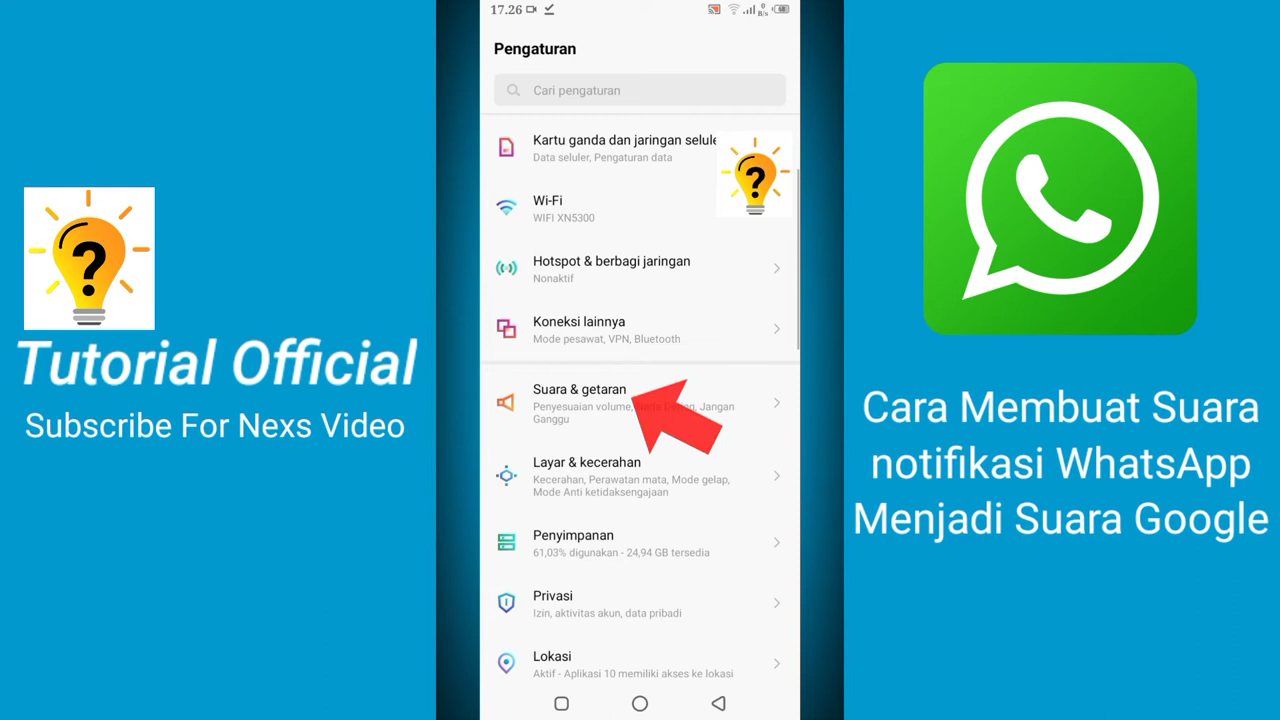 Tutorial Official
Subscribe For Nexs Video
17.26
0
B/s
Pengaturan
Cari pengaturan
Kartu ganda dan jaringan selule
Data seluler, Pengaturan data
Wi-Fi
WIFI XN5300
Hotspot & berbagi jaringan
Nonaktif
Koneksi lainnya
Mode pesawat, VPN, Bluetooth
Suara & getaran
Penyesuaian volume, Jangan
Ganggu
Layar & kecerahan
Kecerahan, Perawatan mata, Mode gelap,
Mode Anti ketidaksengajaan
Penyimpanan
61,03% digunakan - 24,94 GB tersedia
Privasi
Izin, aktivitas akun, data pribadi
Lokasi
Aktif - Aplikasi 10 memiliki akses ke lokasi
Cara Membuat Suara
notifikasi WhatsApp
Menjadi Suara Google